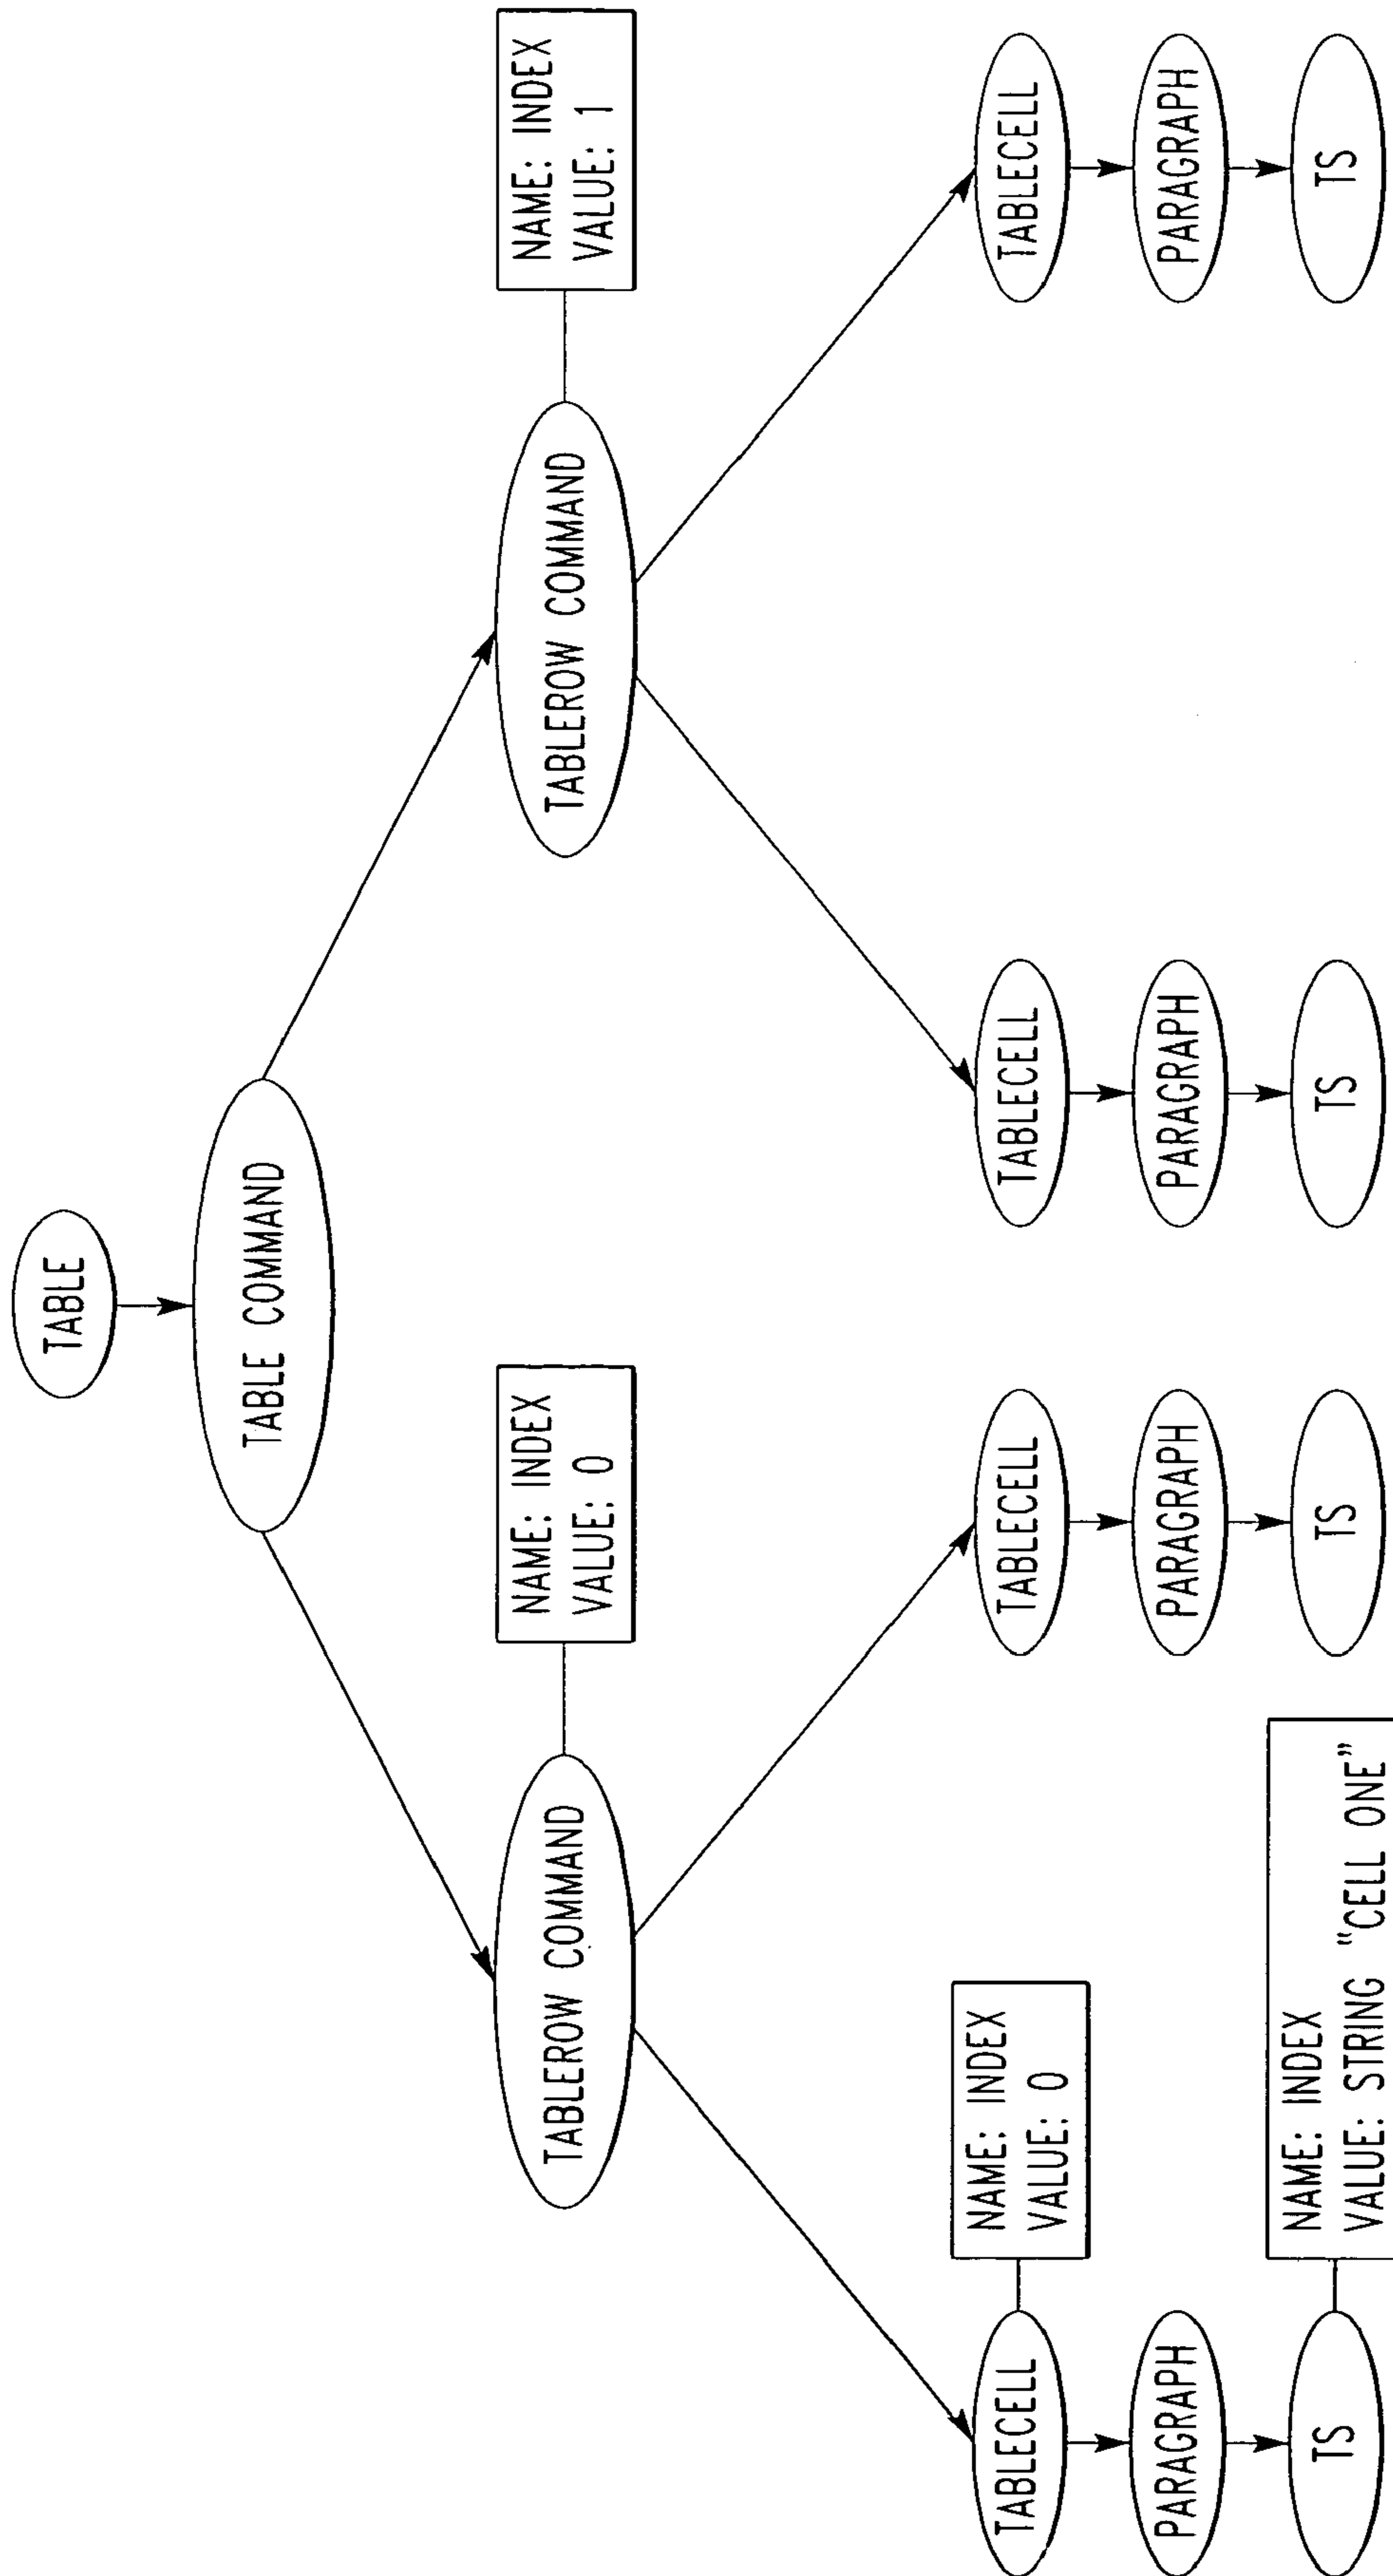 TABLE
TABLE COMMAND
TABLEROW COMMAND
NAME: INDEX
VALUE: 0
TABLEROW COMMAND
NAME: INDEX
VALUE: 1
TABLECELL
NAME: INDEX
VALUE: 0
TABLECELL
TABLECELL
TABLECELL
PARAGRAPH
PARAGRAPH
PARAGRAPH
PARAGRAPH
TS
NAME: INDEX
VALUE: STRING "CELL ONE"
TS
TS
TS